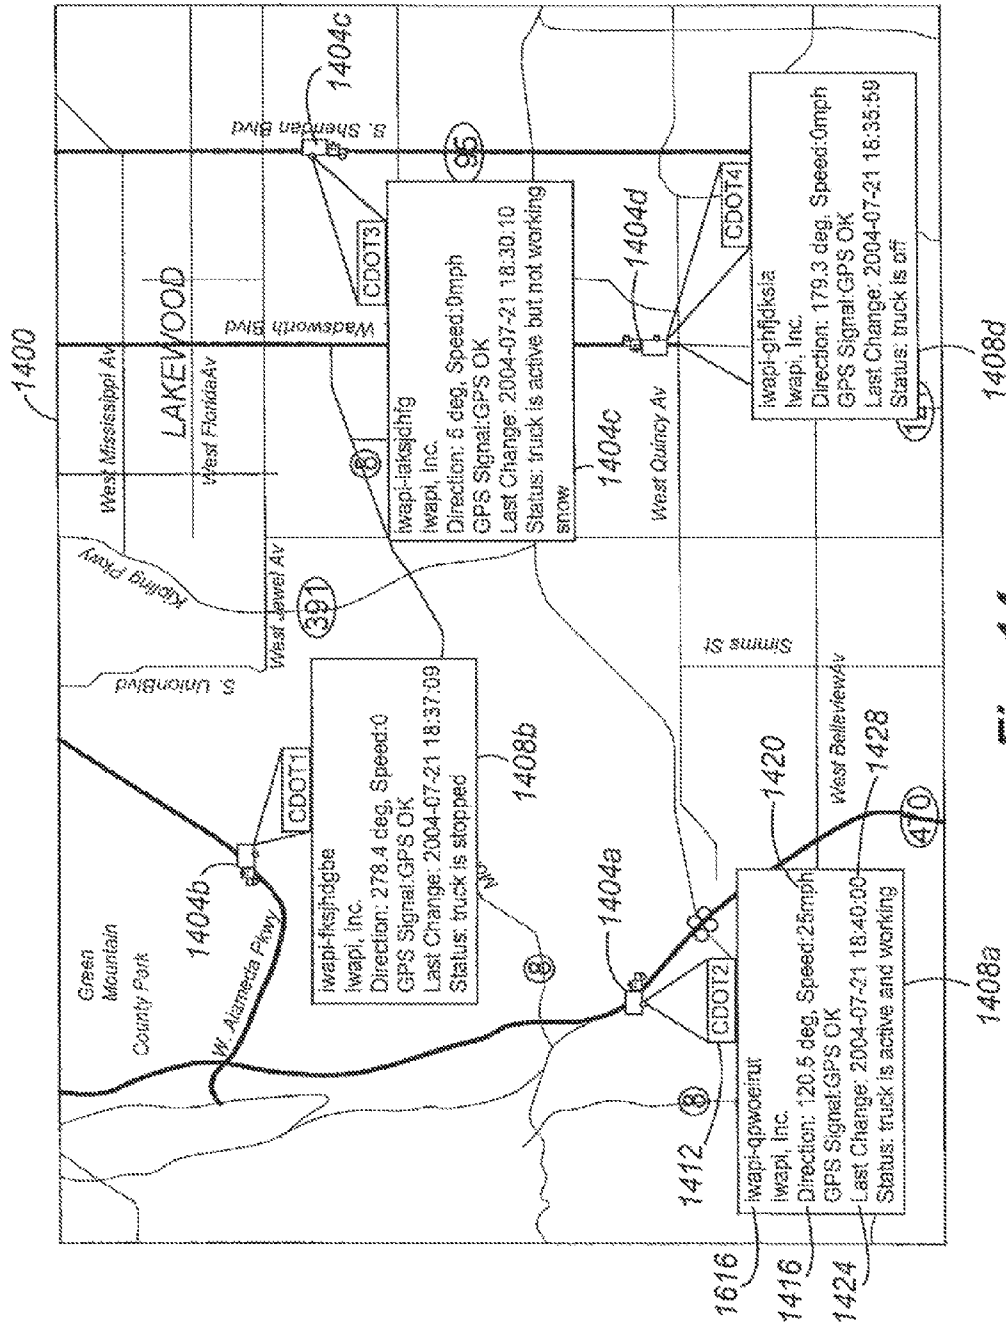 1400
Green
Mountain
County Park
1404b
W. Alameda Pkwy
CDOT1
S. UnionBlvd
Kipling Pkwy
West Mississippi Av
LAKEWOOD
West FloridaAv
West Jewel Av
391
Wadsworth Blvd
S. Sheridan Blvd
1404c
CDOT3
95
8
iwapi-fksjhdgbe
iwapi, Inc.
Direction: 278.4 deg, Speed:0
GPS Signal:GPS OK
Last Change: 2004-07-21 18:37:09
Status: truck is stopped
1408b
iwapi-laksjdhfg
iwapi, Inc.
Direction: 6 deg, Speed:0mph
GPS Signal:GPS OK
Last Change: 2004-07-21 18:30:10
Status: truck is active but not working
snow
1404c
1404d
8
1404a
West Quincy Av
Simms St
CDOT4
8
1412
CDOT2
1420
West BelleviewAv
1428
470
1616
iwapi-qpwoeirut
iwapi, Inc.
1416
Direction: 120.5 deg, Speed:25mph
GPS Signal:GPS OK
1424
Last Change: 2004-07-21 18:40:00
Status: truck is active and working
1408a
iwapi-ghfjdksla
iwapi, Inc.
Direction: 179.3 deg, Speed:0mph
GPS Signal:GPS OK
Last Change: 2004-07-21 18:35:59
Status: truck is off
1408d